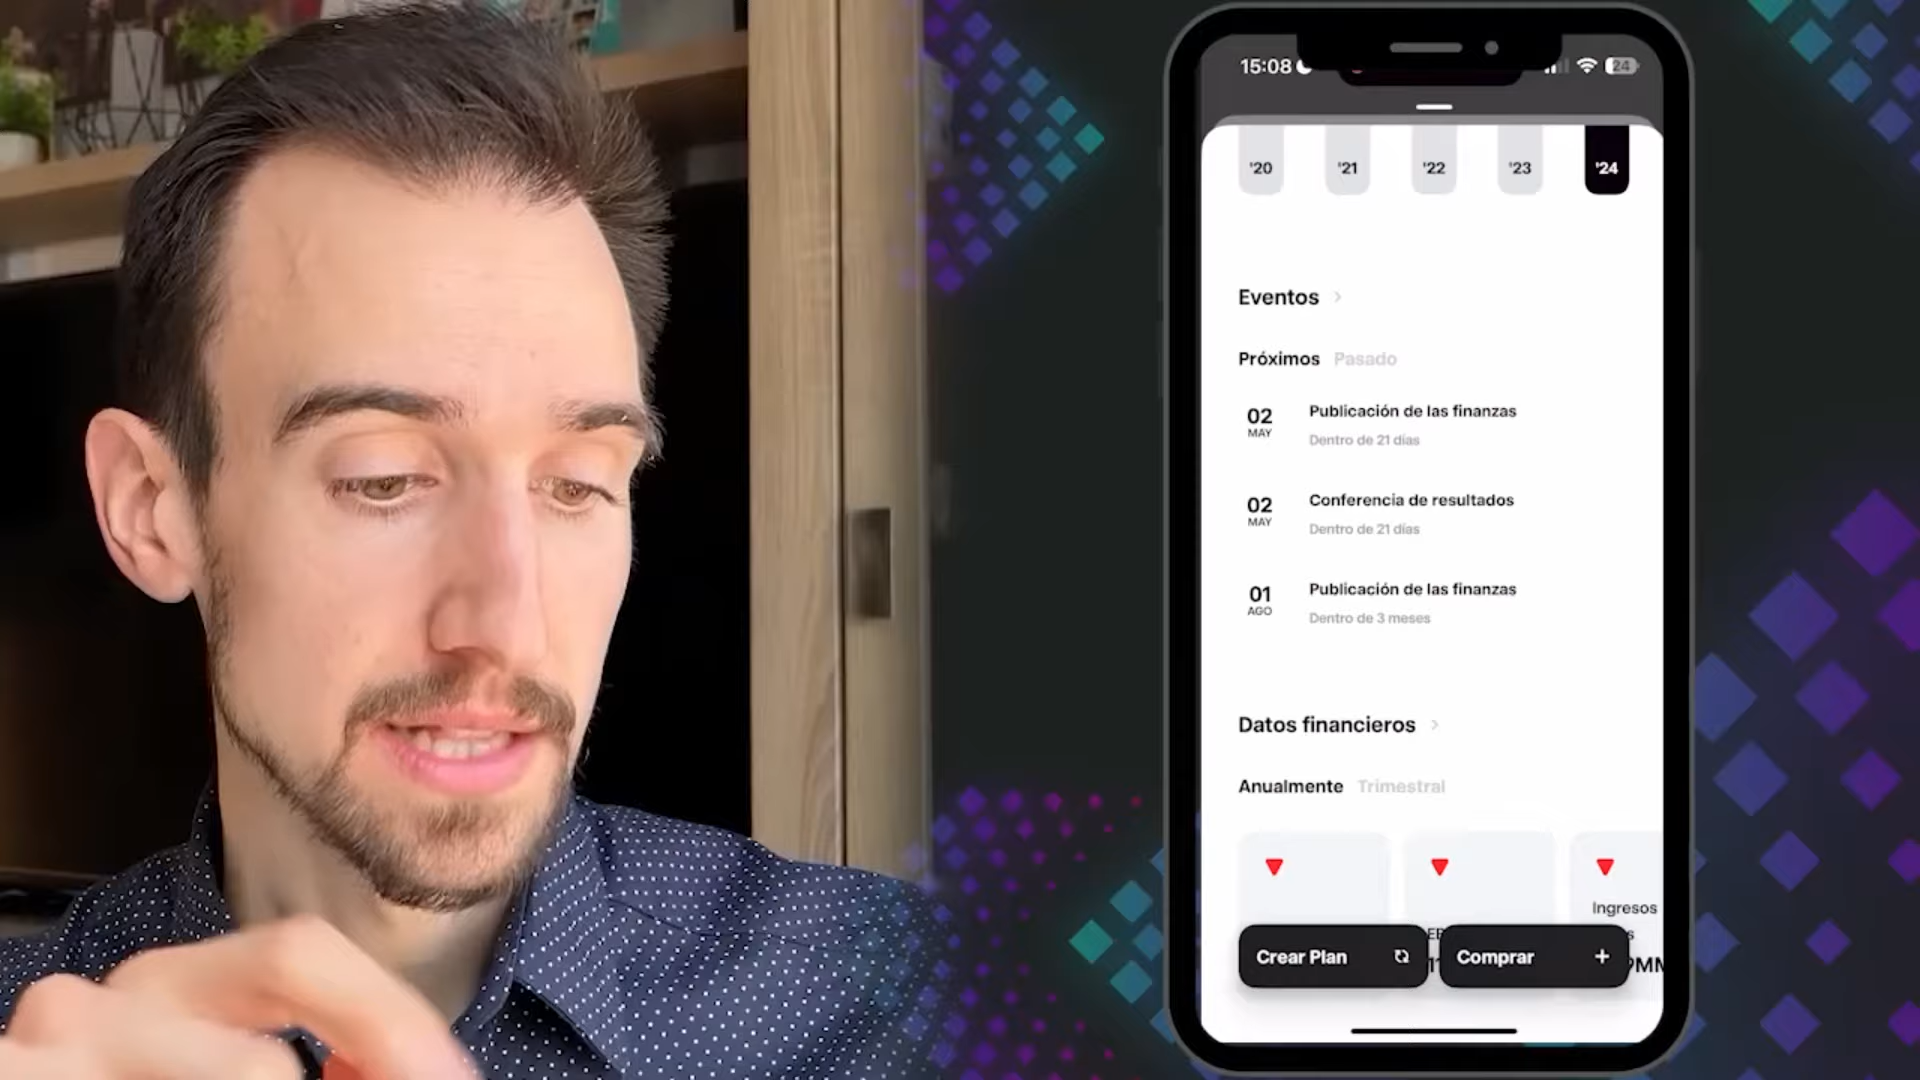 15:08
24
'20 '21 '22 '23 '24
Eventos
Próximos Pasado
02 MAY
Publicación de las finanzas
Dentro de 21 días
02 MAY
Conferencia de resultados
Dentro de 21 días
01 AGO
Publicación de las finanzas
Dentro de 3 meses
Datos financieros
Anualmente Trimestral
Ingresos
Crear Plan
Comprar